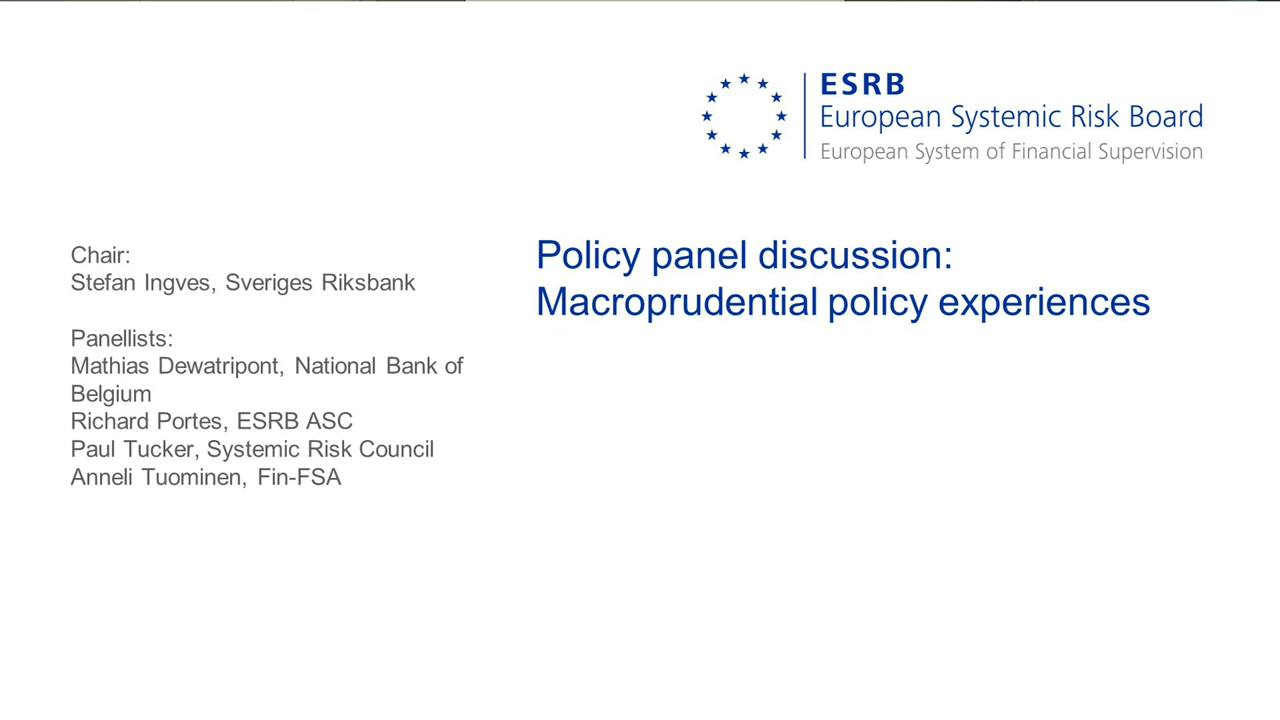 ESRB
European Systemic Risk Board
European System of Financial Supervision
Chair:
Stefan Ingves, Sveriges Riksbank
Panellists:
Mathias Dewatripont, National Bank of
Belgium
Richard Portes, ESRB ASC
Paul Tucker, Systemic Risk Council
Anneli Tuominen, Fin-FSA
Policy panel discussion:
Macroprudential policy experiences